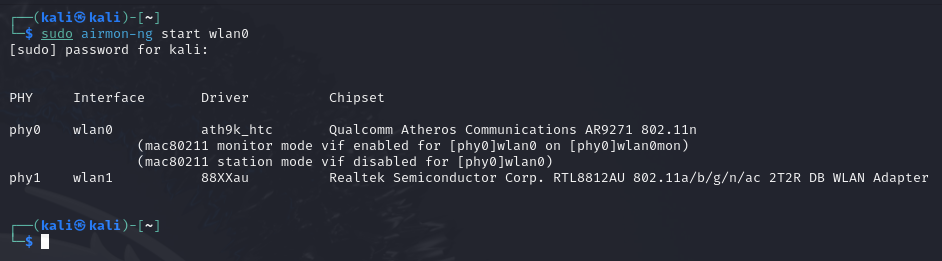 ┌──(kali㉿kali)-[~]
└─$ sudo airmon-ng start wlan0
[sudo] password for kali:
PHY     Interface       Driver          Chipset
phy0    wlan0           ath9k_htc       Qualcomm Atheros Communications AR9271 802.11n
                (mac80211 monitor mode vif enabled for [phy0]wlan0 on [phy0]wlan0mon)
                (mac80211 station mode vif disabled for [phy0]wlan0)
phy1    wlan1           88XXau          Realtek Semiconductor Corp. RTL8812AU 802.11a/b/g/n/ac 2T2R DB WLAN Adapter
┌──(kali㉿kali)-[~]
└─$